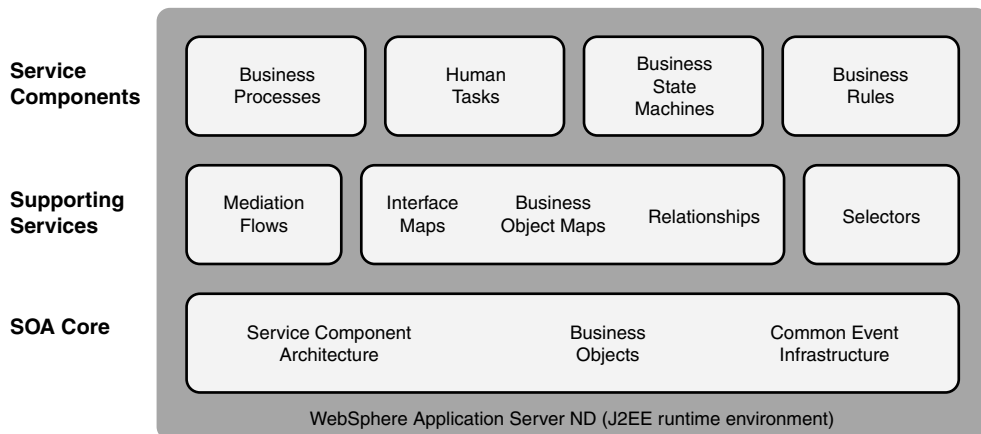 Service
Components
Business
Processes
Human
Tasks
Business
State
Machines
Business
Rules
Supporting
Services
Mediation
Flows
Interface
Maps
Business
Object Maps
Relationships
Selectors
SOA Core
Service Component
Architecture
Business
Objects
Common Event
Infrastructure
WebSphere Application Server ND (J2EE runtime environment)